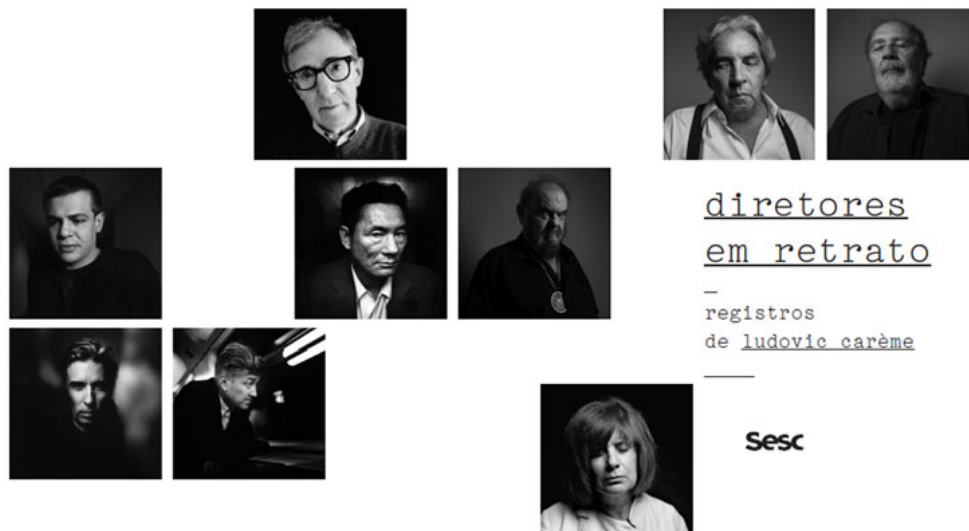 diretores
em retrato
registros
de ludovic carème
Sesc